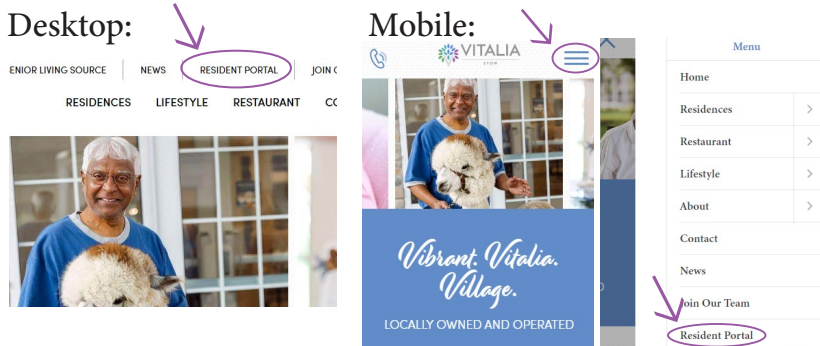 Desktop:
ENIOR LIVING SOURCE NEWS RESIDENT PORTAL JOIN
RESIDENCES LIFESTYLE RESTAURANT
Mobile:
VITALIA
Vibrant. Vitalia.
Village.
LOCALLY OWNED AND OPERATED
Menu
Home
Residences
Restaurant
Lifestyle
About
Contact
News
Join Our Team
Resident Portal